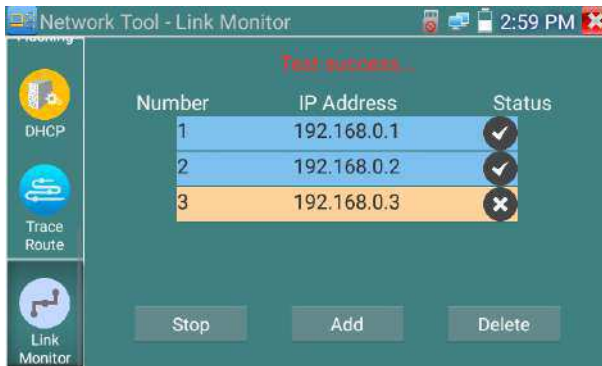 Network Tool - Link Monitor
2:59 PM
Test success...
Number IP Address Status
1 192.168.0.1
2 192.168.0.2
3 192.168.0.3
DHCP
Trace
Route
Link
Monitor
Stop Add Delete